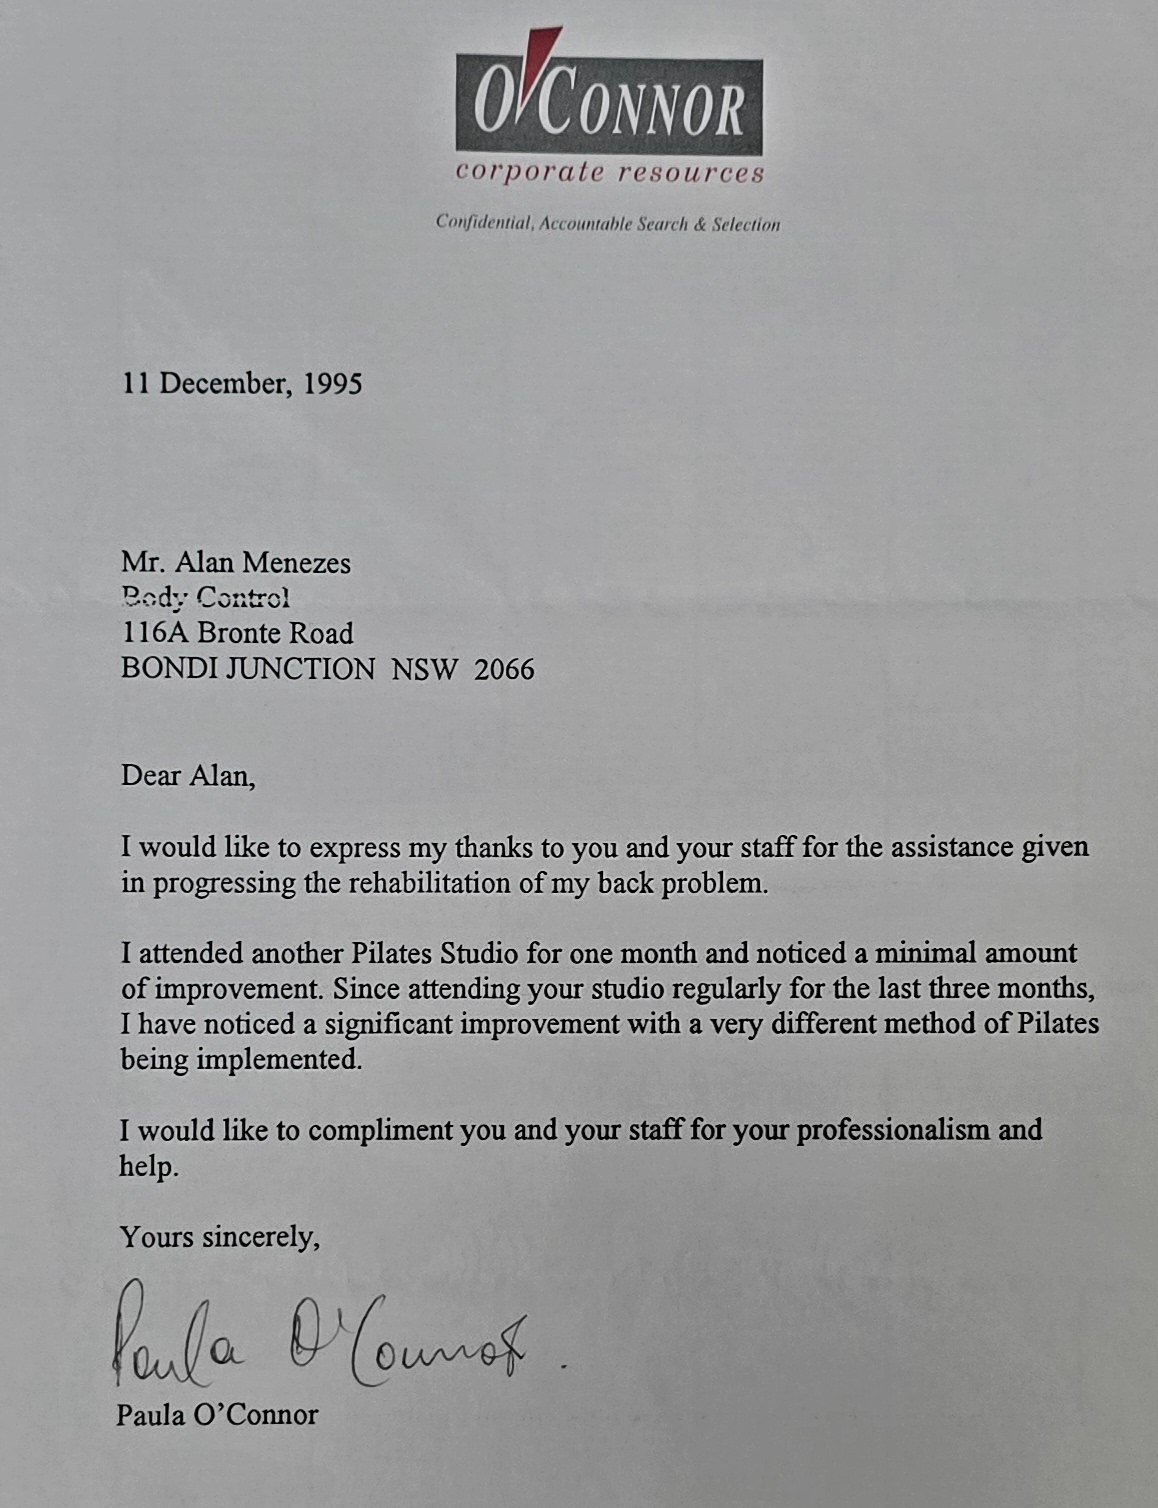 O'CONNOR
corporate resources
Confidential, Accountable Search & Selection
11 December, 1995
Mr. Alan Menezes
Body Control
116A Bronte Road
BONDI JUNCTION NSW 2066
Dear Alan,
I would like to express my thanks to you and your staff for the assistance given
in progressing the rehabilitation of my back problem.
I attended another Pilates Studio for one month and noticed a minimal amount
of improvement. Since attending your studio regularly for the last three months,
I have noticed a significant improvement with a very different method of Pilates
being implemented.
I would like to compliment you and your staff for your professionalism and
help.
Yours sincerely,
Paula O'Connor.
Paula O'Connor